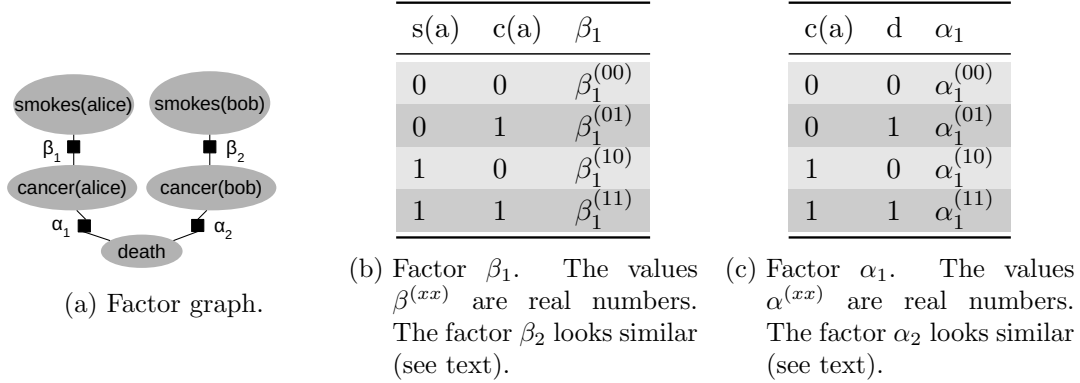 smokes(alice) smokes(bob)
β1 β2
cancer(alice) cancer(bob)
α1 α2
death
(a) Factor graph.
s(a) c(a) β1
0 0 β1^(00)
0 1 β1^(01)
1 0 β1^(10)
1 1 β1^(11)
(b) Factor β1. The values
β^(xx) are real numbers.
The factor β2 looks similar
(see text).
c(a) d α1
0 0 α1^(00)
0 1 α1^(01)
1 0 α1^(10)
1 1 α1^(11)
(c) Factor α1. The values
α^(xx) are real numbers.
The factor α2 looks similar
(see text).